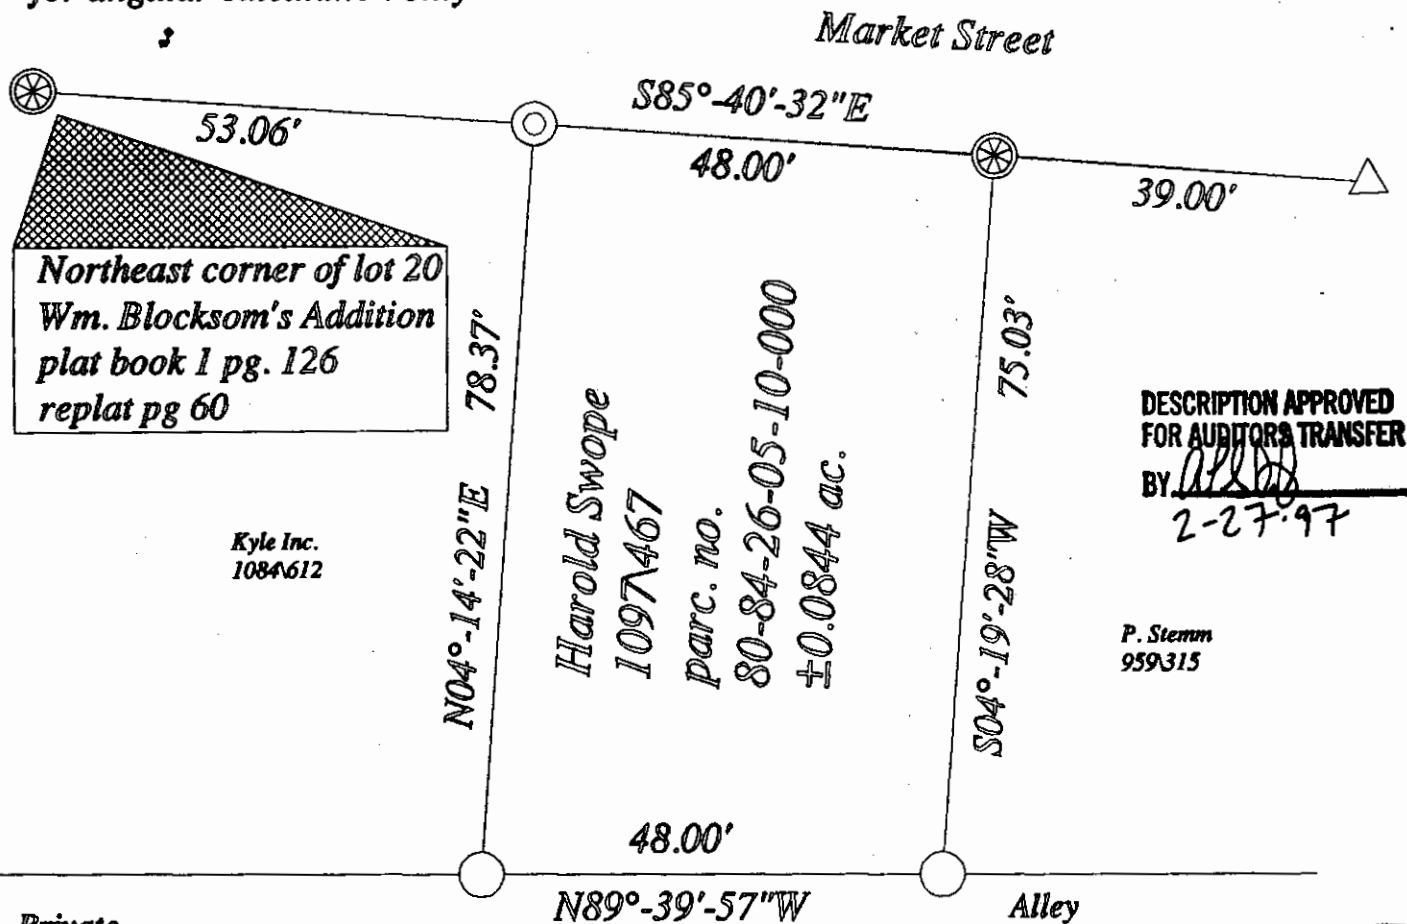 Market Street
S85°-40'-32"E
53.06'
48.00'
39.00'
Northeast corner of lot 20
Wm. Blocksom's Addition
plat book 1 pg. 126
replat pg 60
N04°-14'-22"E 78.37'
Harold Swope
1097\467
parc. no.
80-84-26-05-10-000
±0.0844 ac.
S04°-19'-28"W 75.03'
DESCRIPTION APPROVED
FOR AUDITORS TRANSFER
BY
2-27-97
Kyle Inc.
1084\612
P. Stemm
959\315
48.00'
N89°-39'-57"W
Alley